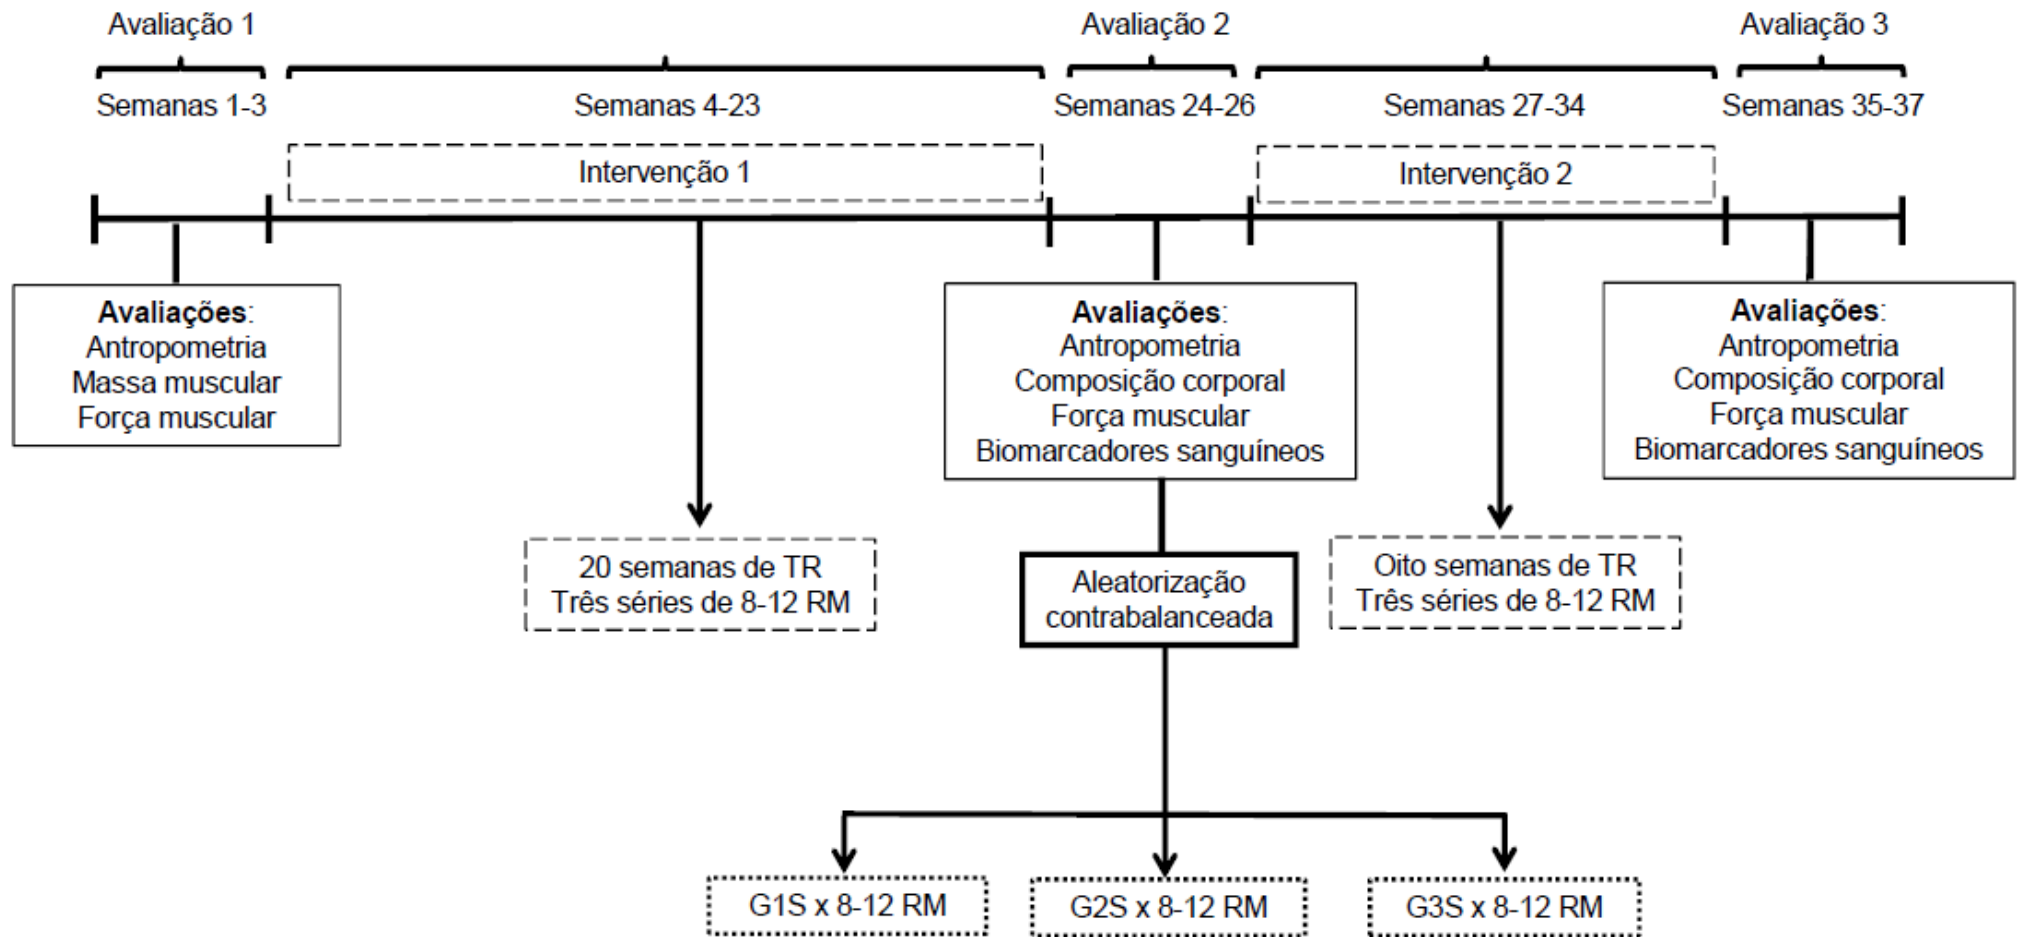 Avaliação 1
Avaliação 2
Avaliação 3
Semanas 1-3
Semanas 4-23
Semanas 24-26
Semanas 27-34
Semanas 35-37
Intervenção 1
Intervenção 2
Avaliações:
Antropometria
Massa muscular
Força muscular
Avaliações:
Antropometria
Composição corporal
Força muscular
Biomarcadores sanguíneos
Avaliações:
Antropometria
Composição corporal
Força muscular
Biomarcadores sanguíneos
20 semanas de TR
Três séries de 8-12 RM
Aleatorização
contrabalanceada
Oito semanas de TR
Três séries de 8-12 RM
G1S x 8-12 RM
G2S x 8-12 RM
G3S x 8-12 RM